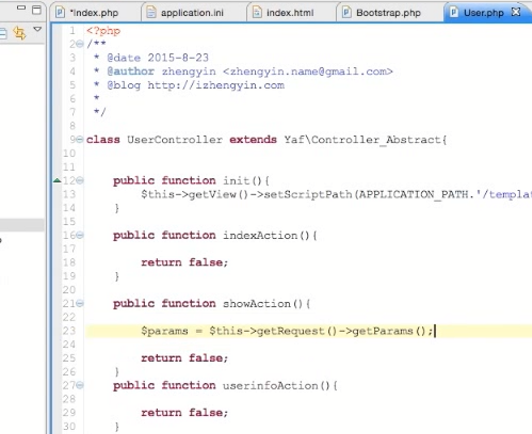 *Index.php
application.ini
index.html
Bootstrap.php
User.php
1 <?php
2 /**
3  * @date 2015-8-23
4  * @author zhengyin <zhengyin.name@gmail.com>
5  * @blog http://izhengyin.com
6  *
7  */
8
9 class UserController extends Yaf\Controller_Abstract{
10
11
12     public function init(){
13         $this->getView()->setScriptPath(APPLICATION_PATH.'/templat
14     }
15
16     public function indexAction(){
17
18         return false;
19     }
20
21     public function showAction(){
22
23         $params = $this->getRequest()->getParams();
24
25         return false;
26     }
27     public function userinfoAction(){
28
29         return false;
30     }